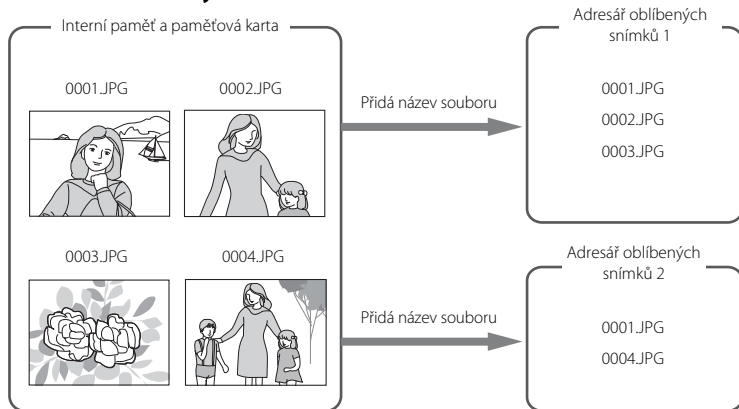 Interní paměť a paměťová karta
0001.JPG
0002.JPG
0003.JPG
0004.JPG
Přidá název souboru
Adresář oblíbených
snímků 1
0001.JPG
0002.JPG
0003.JPG
Přidá název souboru
Adresář oblíbených
snímků 2
0001.JPG
0004.JPG